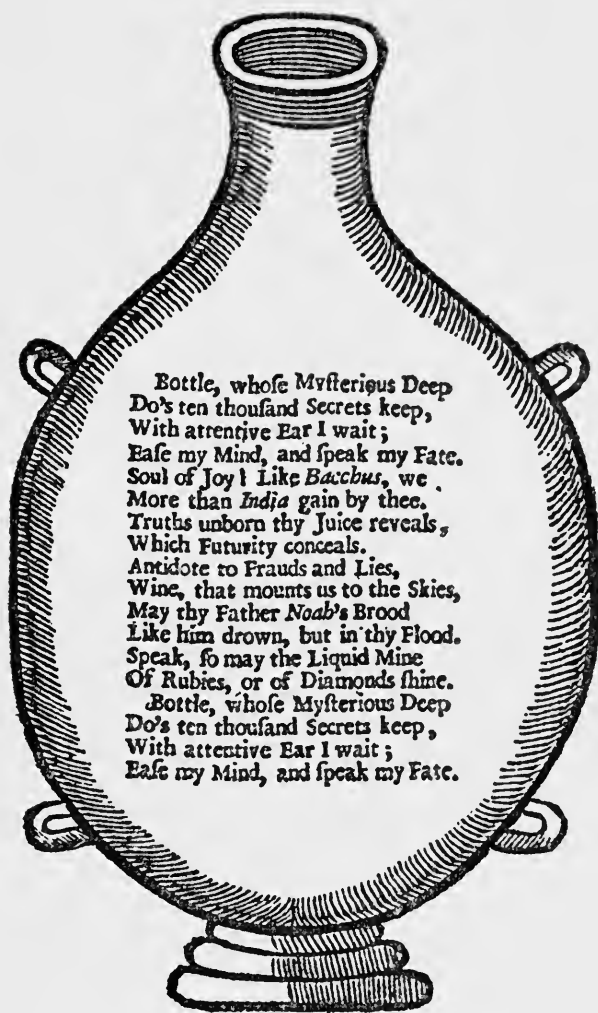 Bottle, whoſe Myſterious Deep
Do's ten thouſand Secrets keep,
With attentive Ear I wait;
Eaſe my Mind, and ſpeak my Fate.
Soul of Joy! Like Bacchus, we
More than India gain by thee.
Truths unborn thy Juice reveals,
Which Futurity conceals.
Antidote to Frauds and Lies,
Wine, that mounts us to the Skies,
May thy Father Noah's Brood
Like him drown, but in thy Flood.
Speak, ſo may the Liquid Mine
Of Rubies, or of Diamonds ſhine.
Bottle, whoſe Myſterious Deep
Do's ten thouſand Secrets keep,
With attentive Ear I wait;
Eaſe my Mind, and ſpeak my Fate.